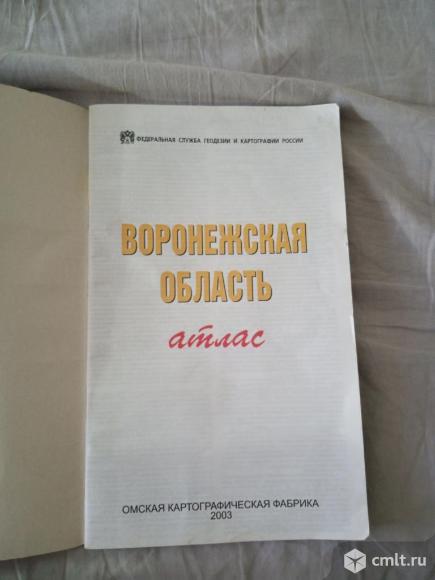 ФЕДЕРАЛЬНАЯ СЛУЖБА ГЕОДЕЗИИ И КАРТОГРАФИИ РОССИИ
ВОРОНЕЖСКАЯ
ОБЛАСТЬ
атлас
ОМСКАЯ КАРТОГРАФИЧЕСКАЯ ФАБРИКА
2003
cmlt.ru